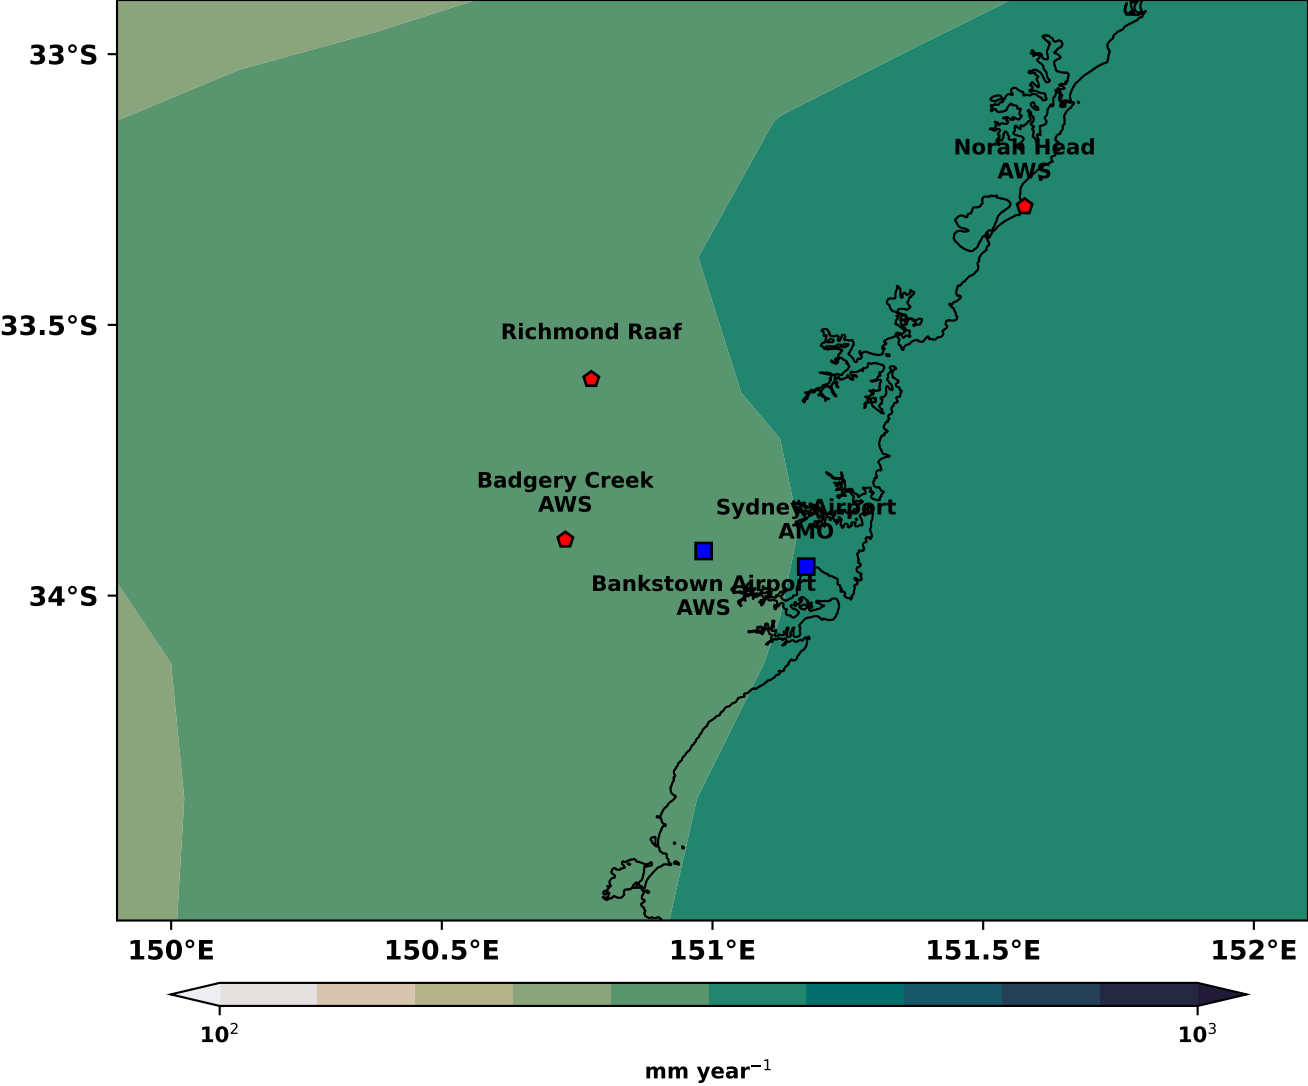 33°S
Norah Head
AWS
33.5°S
Richmond Raaf
Badgery Creek
AWS
Sydney Airport
AMO
34°S
Bankstown Airport
AWS
150°E 150.5°E 151°E 151.5°E 152°E
10² 10³
mm year⁻¹